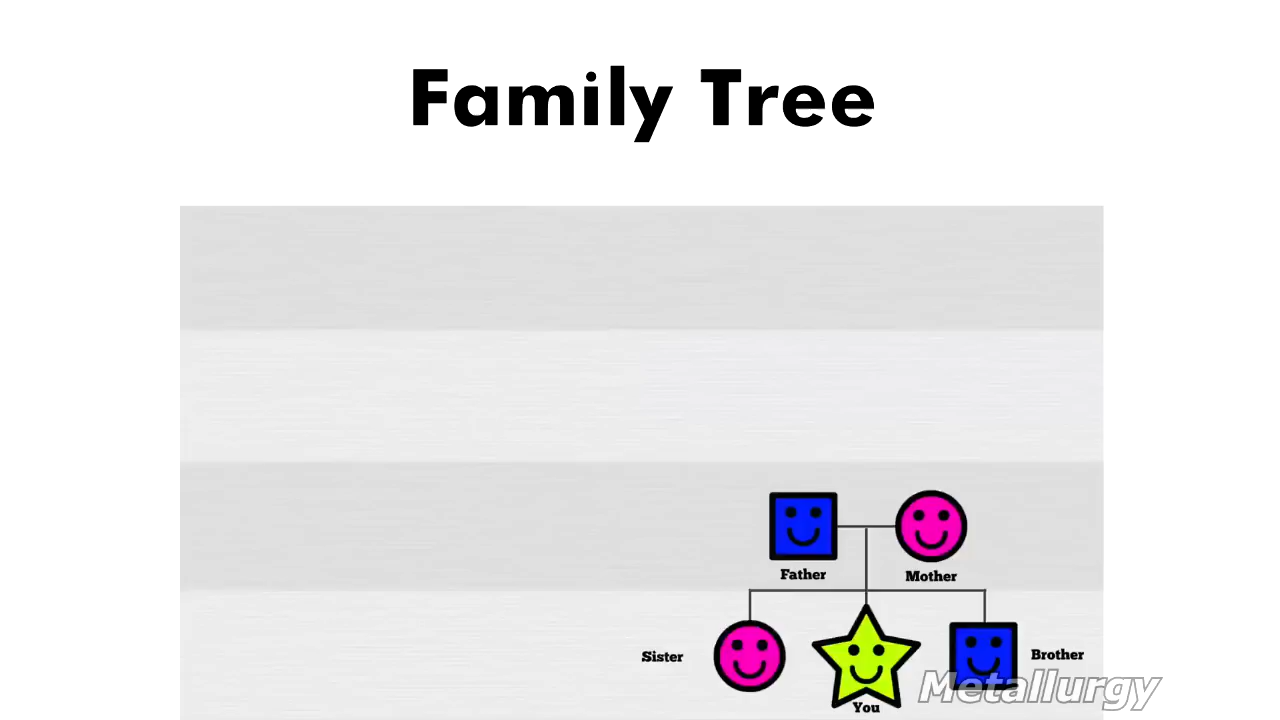 Family Tree
Father
Mother
Sister
Brother
You
Metallurgy